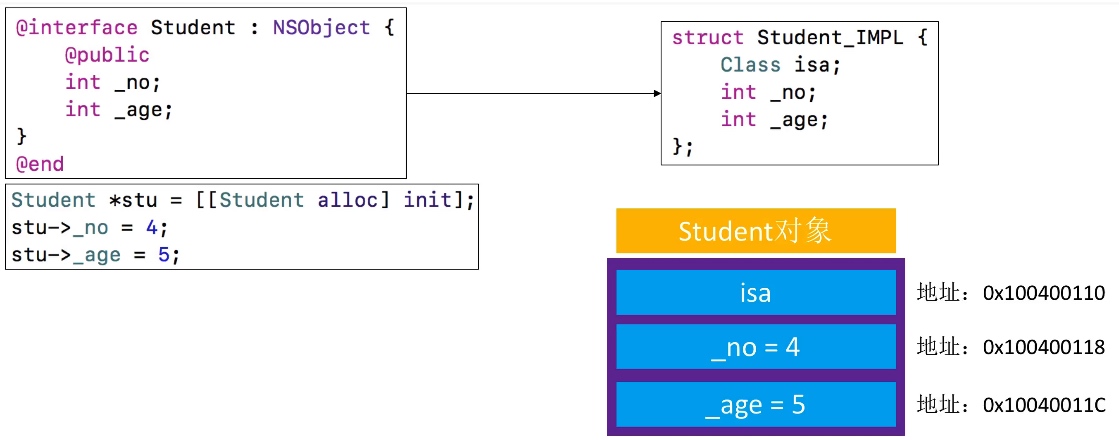 @interface Student : NSObject {
@public
int _no;
int _age;
}
@end
Student *stu = [[Student alloc] init];
stu->_no = 4;
stu->_age = 5;
struct Student_IMPL {
Class isa;
int _no;
int _age;
};
Student对象
isa 地址：0x100400110
_no = 4 地址：0x100400118
_age = 5 地址：0x10040011C